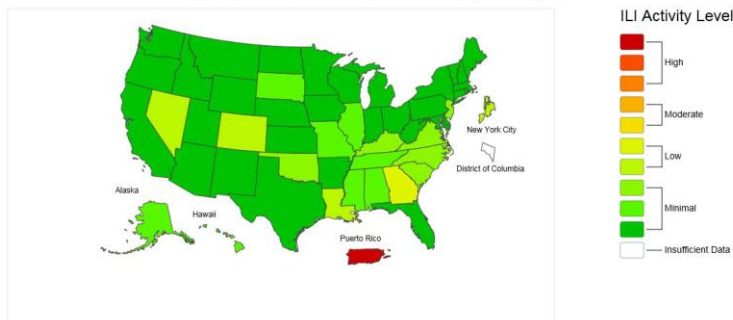 ILI Activity Level
High
Moderate
Low
Minimal
Insufficient Data
New York City
District of Columbia
Alaska
Hawaii
Puerto Rico